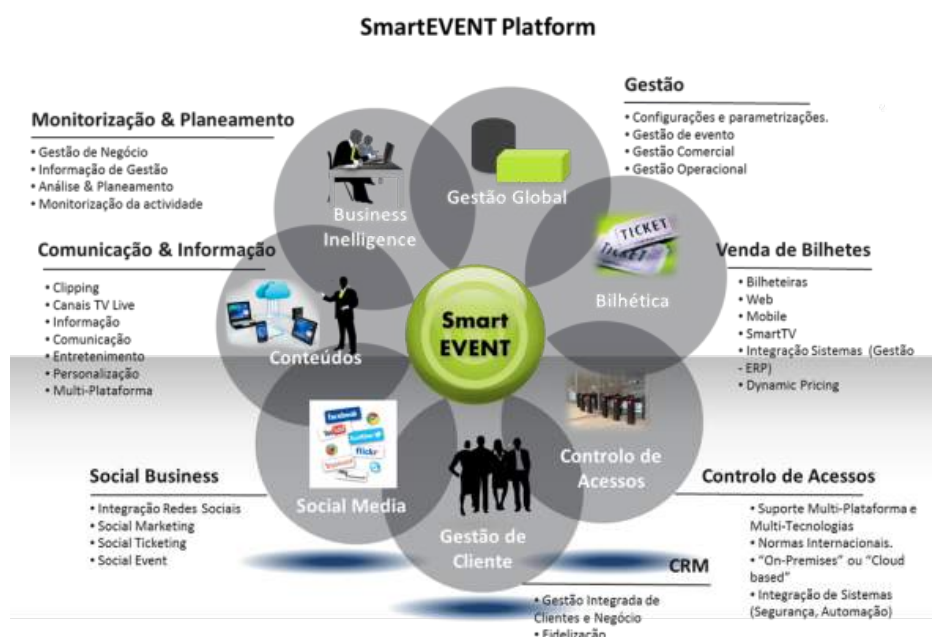 SmartEVENT Platform
Gestão
• Configurações e parametrizações.
• Gestão de evento
• Gestão Comercial
• Gestão Operacional
Monitorização & Planeamento
• Gestão de Negócio
• Informação de Gestão
• Análise & Planeamento
• Monitorização da actividade
Business
Inelligence
Gestão Global
TICKET
TICKET
Bilhética
Comunicação & Informação
• Clipping
• Canais TV Live
• Informação
• Comunicação
• Entretenimento
• Personalização
• Multi-Plataforma
Conteúdos
Smart
EVENT
Venda de Bilhetes
• Bilheteiras
• Web
• Mobile
• SmartTV
• Integração Sistemas (Gestão
- ERP)
• Dynamic Pricing
facebook
flickr
Social Media
Controlo de
Acessos
Gestão de
Cliente
Social Business
• Integração Redes Sociais
• Social Marketing
• Social Ticketing
• Social Event
Controlo de Acessos
• Suporte Multi-Plataforma e
Multi-Tecnologias
• Normas Internacionais.
• "On-Premises" ou "Cloud
based"
• Integração de Sistemas
(Segurança, Automação)
CRM
• Gestão Integrada de
Clientes e Negócio
• Fidelização